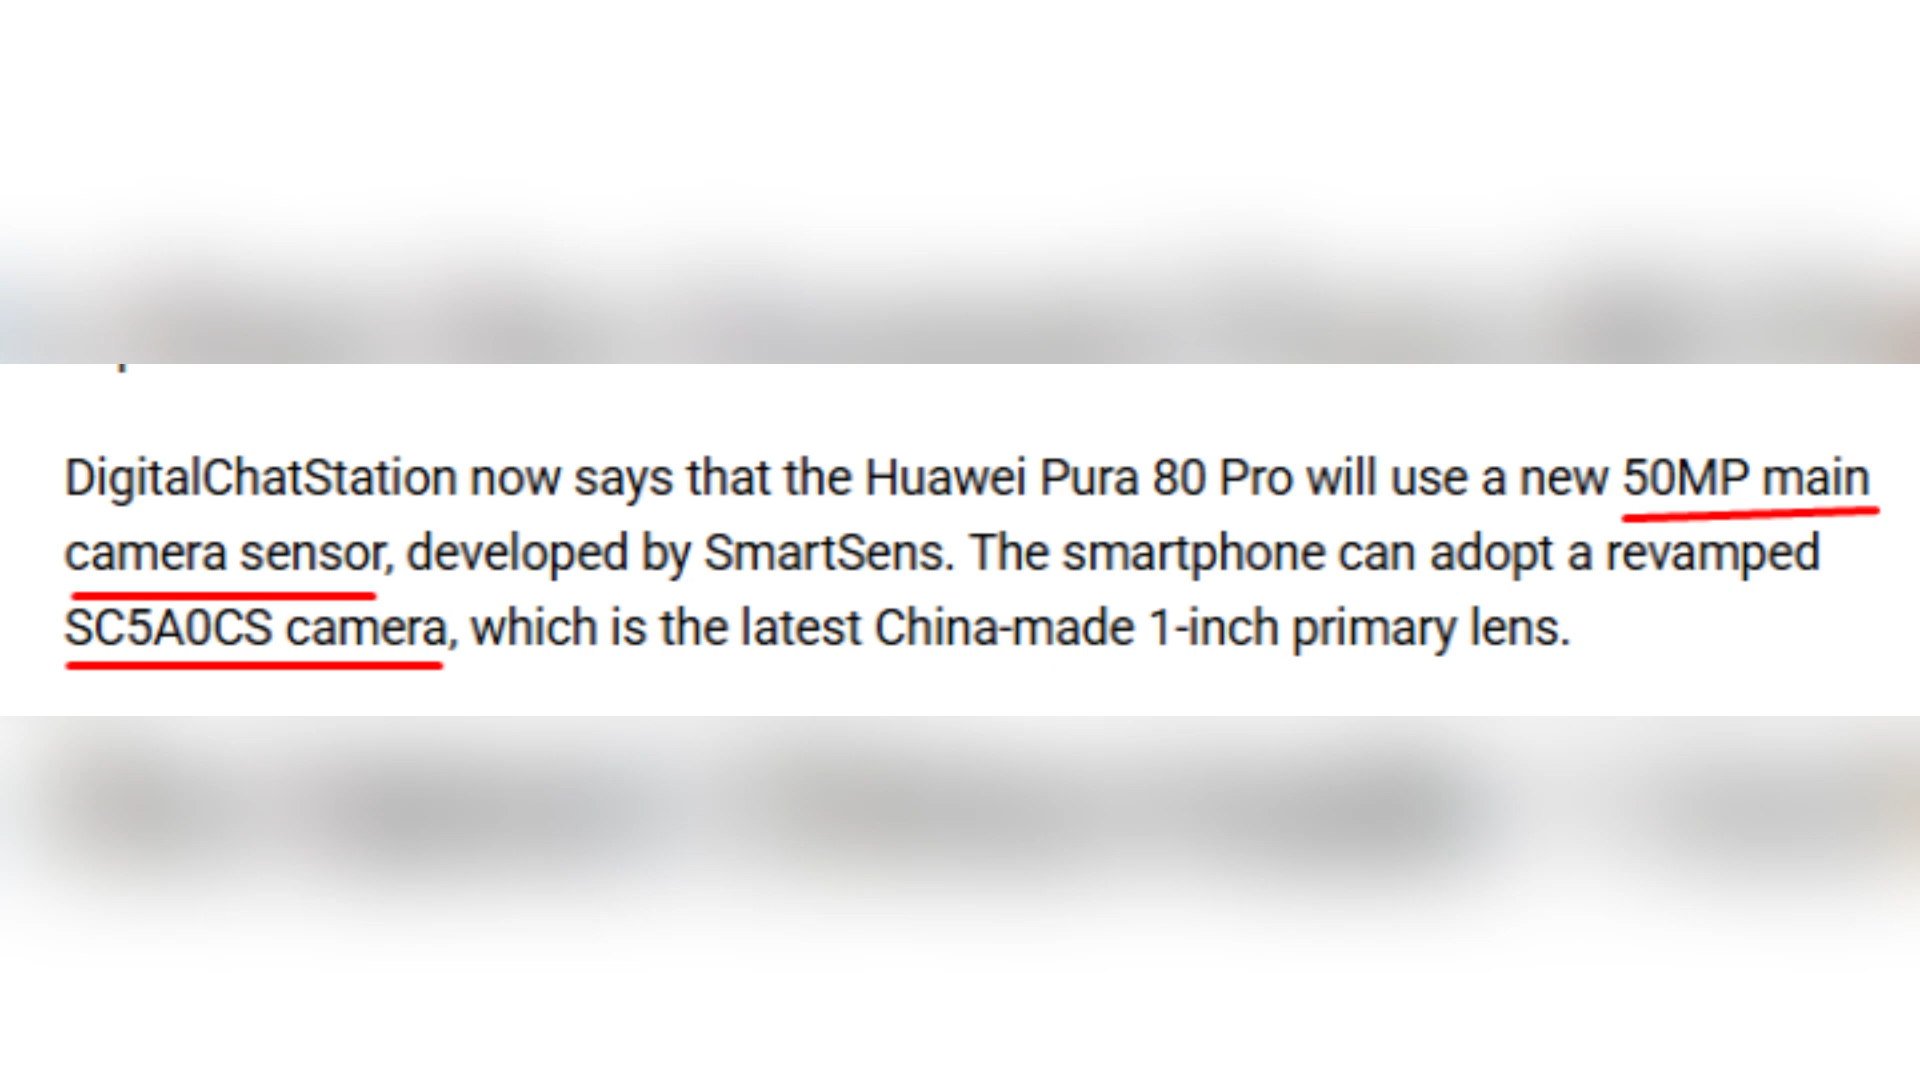 DigitalChatStation now says that the Huawei Pura 80 Pro will use a new 50MP main
camera sensor, developed by SmartSens. The smartphone can adopt a revamped
SC5A0CS camera, which is the latest China-made 1-inch primary lens.